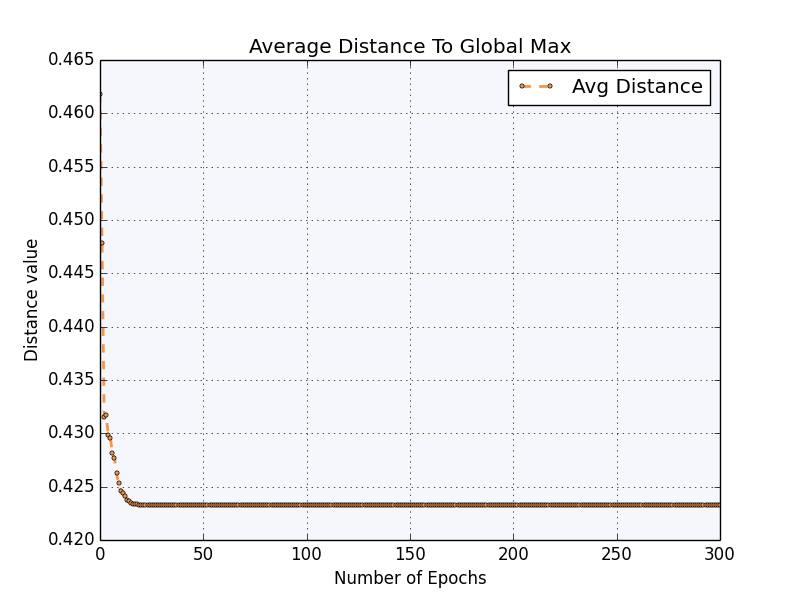 Average Distance To Global Max
Avg Distance
0.465
0.460
0.455
0.450
0.445
0.440
0.435
0.430
0.425
0.420
Distance value
0 50 100 150 200 250 300
Number of Epochs